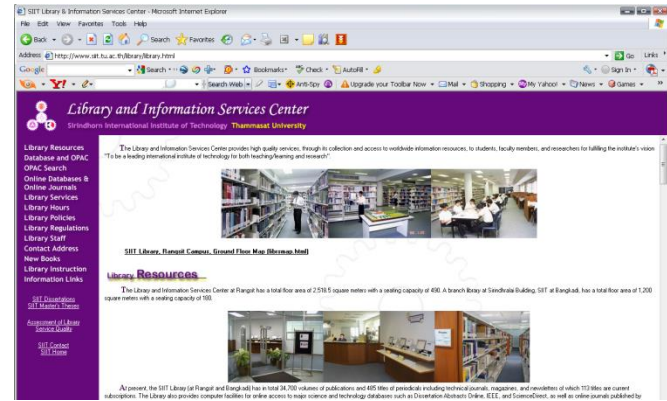 SIIT Library & Information Services Center - Microsoft Internet Explorer
File Edit View Favorites Tools Help
Back Search Favorites
Address http://www.siit.tu.ac.th/library/library.html Go Links
Google Search Bookmarks Check AutoFill Sign In
Y! Search Web Anti-Spy Upgrade your Toolbar Now Mail Shopping My Yahoo! News Games
Library and Information Services Center
Sirindhorn International Institute of Technology Thammasat University
Library Resources
Database and OPAC
OPAC Search
Online Databases &
Online Journals
Library Services
Library Hours
Library Policies
Library Regulations
Library Staff
Contact Address
New Books
Library Instruction
Information Links
SIIT Dissertations
SIIT Master's Theses
Assessment of Library
Service Quality
SIIT Contact
SIIT Home
The Library and Information Services Center provides high quality services, through its collection and access to worldwide information resources, to students, faculty members, and researchers for fulfilling the institute's vision
"To be a leading international institute of technology for both teaching/learning and research".
SIIT Library, Rangsit Campus, Ground Floor Map (libramap.html)
Library Resources
The Library and Information Services Center at Rangsit has a total floor area of 2,518.5 square meters with a seating capacity of 490. A branch library at Sirindhralai Building, SIIT at Bangkadi, has a total floor area of 1,200
square meters with a seating capacity of 180.
At present, the SIIT Library (at Rangsit and Bangkadi) has in total 34,700 volumes of publications and 485 titles of periodicals including technical journals, magazines, and newsletters of which 113 titles are current
subscriptions. The Library also provides computer facilities for online access to major science and technology databases such as Dissertation Abstracts Online, IEEE, and ScienceDirect, as well as online journals published by